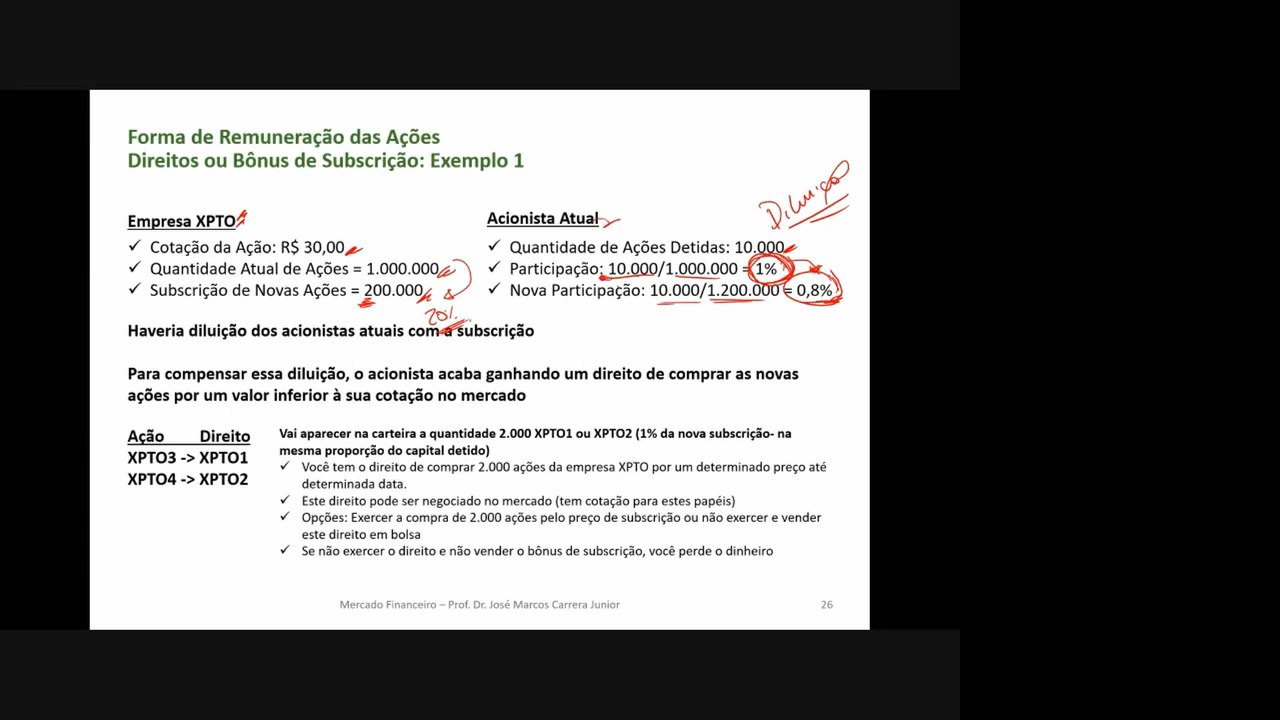 Forma de Remuneração das Ações
Direitos ou Bônus de Subscrição: Exemplo 1
Diluição
Empresa XPTO
✓ Cotação da Ação: R$ 30,00
✓ Quantidade Atual de Ações = 1.000.000
✓ Subscrição de Novas Ações = 200.000
20%
Acionista Atual
✓ Quantidade de Ações Detidas: 10.000
✓ Participação: 10.000/1.000.000 = 1%
✓ Nova Participação: 10.000/1.200.000 = 0,8%
Haveria diluição dos acionistas atuais com a subscrição
Para compensar essa diluição, o acionista acaba ganhando um direito de comprar as novas
ações por um valor inferior à sua cotação no mercado
Ação Direito
XPTO3 -> XPTO1
XPTO4 -> XPTO2
Vai aparecer na carteira a quantidade 2.000 XPTO1 ou XPTO2 (1% da nova subscrição- na
mesma proporção do capital detido)
✓ Você tem o direito de comprar 2.000 ações da empresa XPTO por um determinado preço até
determinada data.
✓ Este direito pode ser negociado no mercado (tem cotação para estes papéis)
✓ Opções: Exercer a compra de 2.000 ações pelo preço de subscrição ou não exercer e vender
este direito em bolsa
✓ Se não exercer o direito e não vender o bônus de subscrição, você perde o dinheiro
Mercado Financeiro – Prof. Dr. José Marcos Carrera Junior
26